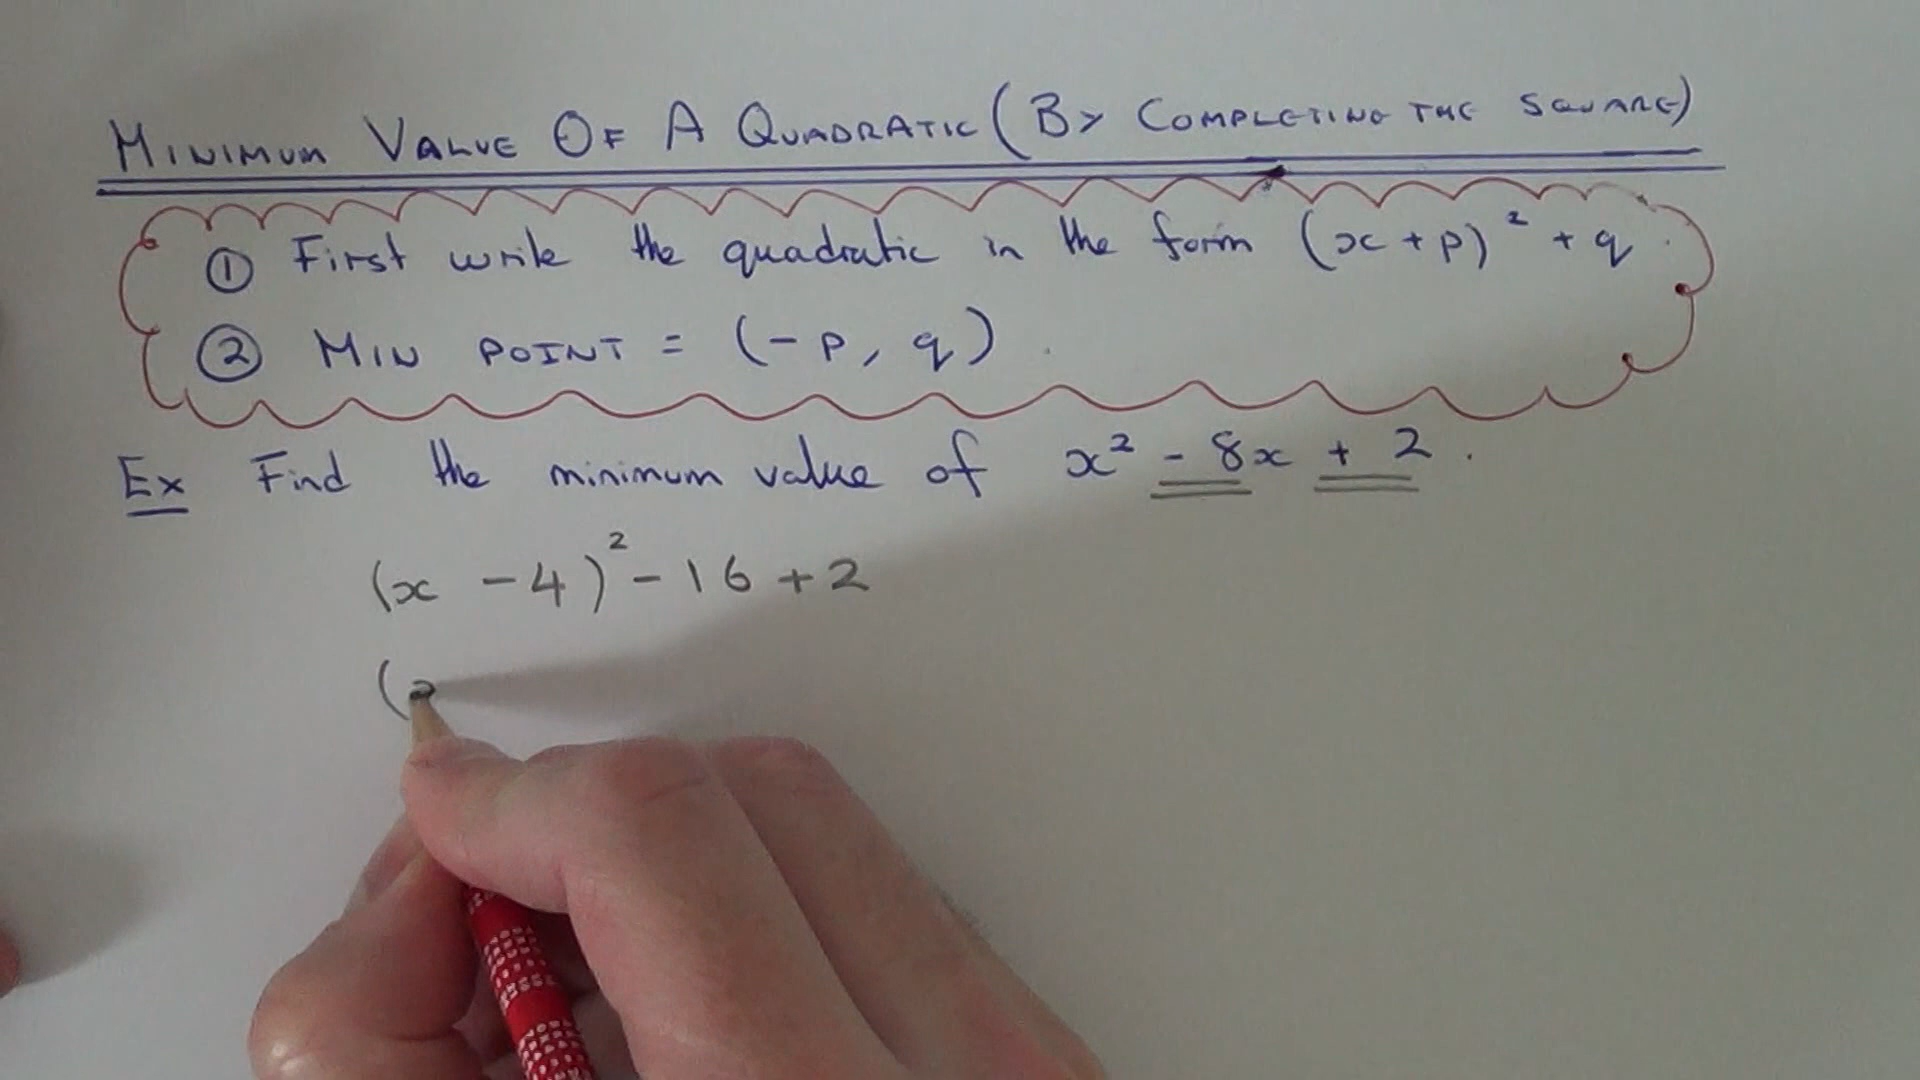 MINIMUM VALUE OF A QUADRATIC (BY COMPLETING THE SQUARE)
① First write the quadratic in the form (x + p)² + q.
② MIN POINT = (-p, q).
Ex Find the minimum value of x² - 8x + 2.
(x - 4)² - 16 + 2
(